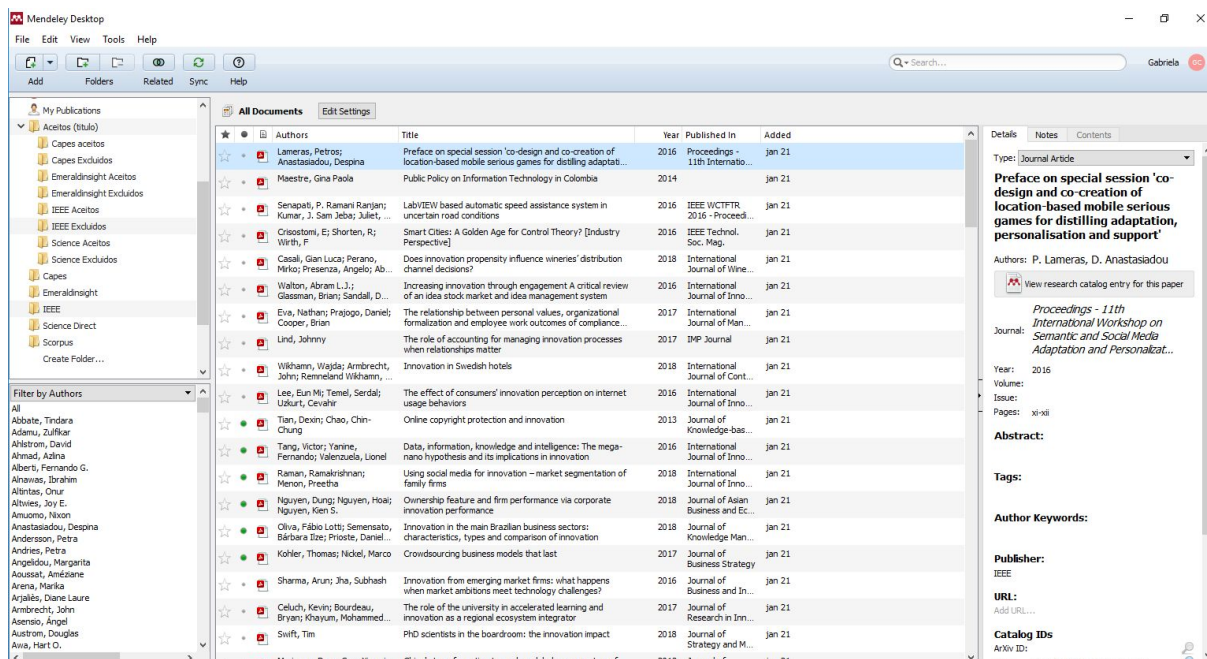 Mendeley Desktop
File Edit View Tools Help
Add Folders Related Sync Help
Search...
Gabriela GC
My Publications
Aceitos (titulo)
Capes aceitos
Capes Excluidos
Emeraldinsight Aceitos
Emeraldinsight Excluidos
IEEE Aceitos
IEEE Excluidos
Science Aceitos
Science Excluidos
Capes
Emeraldinsight
IEEE
Science Direct
Scorpus
Create Folder...
Filter by Authors
All
Abbate, Tindara
Adamu, Zulfikar
Ahlstrom, David
Ahmad, Azlina
Alberti, Fernando G.
Alnawas, Ibrahim
Altintas, Onur
Altwies, Joy E.
Amuomo, Nixon
Anastasiadou, Despina
Andersson, Petra
Andries, Petra
Angelidou, Margarita
Aoussat, Améziane
Arena, Marika
Arjaliès, Diane Laure
Armbrecht, John
Asensio, Ángel
Austrom, Douglas
Awa, Hart O.
All Documents Edit Settings
Authors Title Year Published In Added
Lameras, Petros; Preface on special session 'co-design and co-creation of 2016 Proceedings - jan 21
Anastasiadou, Despina location-based mobile serious games for distilling adaptati... 11th Internatio...
Maestre, Gina Paola Public Policy on Information Technology in Colombia 2014 jan 21
Senapati, P. Ramani Ranjan; LabVIEW based automatic speed assistance system in 2016 IEEE WCTFTR jan 21
Kumar, J. Sam Jeba; Juliet, ... uncertain road conditions 2016 - Proceedi...
Crisostomi, E; Shorten, R; Smart Cities: A Golden Age for Control Theory? [Industry 2016 IEEE Technol. jan 21
Wirth, F Perspective] Soc. Mag.
Casali, Gian Luca; Perano, Does innovation propensity influence wineries' distribution 2018 International jan 21
Mirko; Presenza, Angelo; Ab... channel decisions? Journal of Wine...
Walton, Abram L.J.; Increasing innovation through engagement A critical review 2016 International jan 21
Glassman, Brian; Sandall, D... of an idea stock market and idea management system Journal of Inno...
Eva, Nathan; Prajogo, Daniel; The relationship between personal values, organizational 2017 International jan 21
Cooper, Brian formalization and employee work outcomes of compliance... Journal of Man...
Lind, Johnny The role of accounting for managing innovation processes 2017 IMP Journal jan 21
when relationships matter
Wikhamn, Wajda; Armbrecht, Innovation in Swedish hotels 2018 International jan 21
John; Remneland Wikhamn, ... Journal of Cont...
Lee, Eun Mi; Temel, Serdal; The effect of consumers' innovation perception on internet 2016 International jan 21
Uzkurt, Cevahir usage behaviors Journal of Inno...
Tian, Dexin; Chao, Chin- Online copyright protection and innovation 2013 Journal of jan 21
Chung Knowledge-bas...
Tang, Victor; Yanine, Data, information, knowledge and intelligence: The mega- 2016 International jan 21
Fernando; Valenzuela, Lionel nano hypothesis and its implications in innovation Journal of Inno...
Raman, Ramakrishnan; Using social media for innovation – market segmentation of 2018 International jan 21
Menon, Preetha family firms Journal of Inno...
Nguyen, Dung; Nguyen, Hoai; Ownership feature and firm performance via corporate 2018 Journal of Asian jan 21
Nguyen, Kien S. innovation performance Business and Ec...
Oliva, Fábio Lotti; Semensato, Innovation in the main Brazilian business sectors: 2018 Journal of jan 21
Bárbara Ilze; Prioste, Daniel... characteristics, types and comparison of innovation Knowledge Man...
Kohler, Thomas; Nickel, Marco Crowdsourcing business models that last 2017 Journal of jan 21
Business Strategy
Sharma, Arun; Jha, Subhash Innovation from emerging market firms: what happens 2016 Journal of jan 21
when market ambitions meet technology challenges? Business and In...
Celuch, Kevin; Bourdeau, The role of the university in accelerated learning and 2017 Journal of jan 21
Bryan; Khayum, Mohammed... innovation as a regional ecosystem integrator Research in Inn...
Swift, Tim PhD scientists in the boardroom: the innovation impact 2018 Journal of jan 21
Strategy and M...
Details Notes Contents
Type: Journal Article
Preface on special session 'co-
design and co-creation of
location-based mobile serious
games for distilling adaptation,
personalisation and support'
Authors: P. Lameras, D. Anastasiadou
View research catalog entry for this paper
Journal: Proceedings - 11th
International Workshop on
Semantic and Social Media
Adaptation and Personalizat...
Year: 2016
Volume:
Issue:
Pages: xi-xii
Abstract:
Tags:
Author Keywords:
Publisher:
IEEE
URL:
Add URL...
Catalog IDs
ArXiv ID: